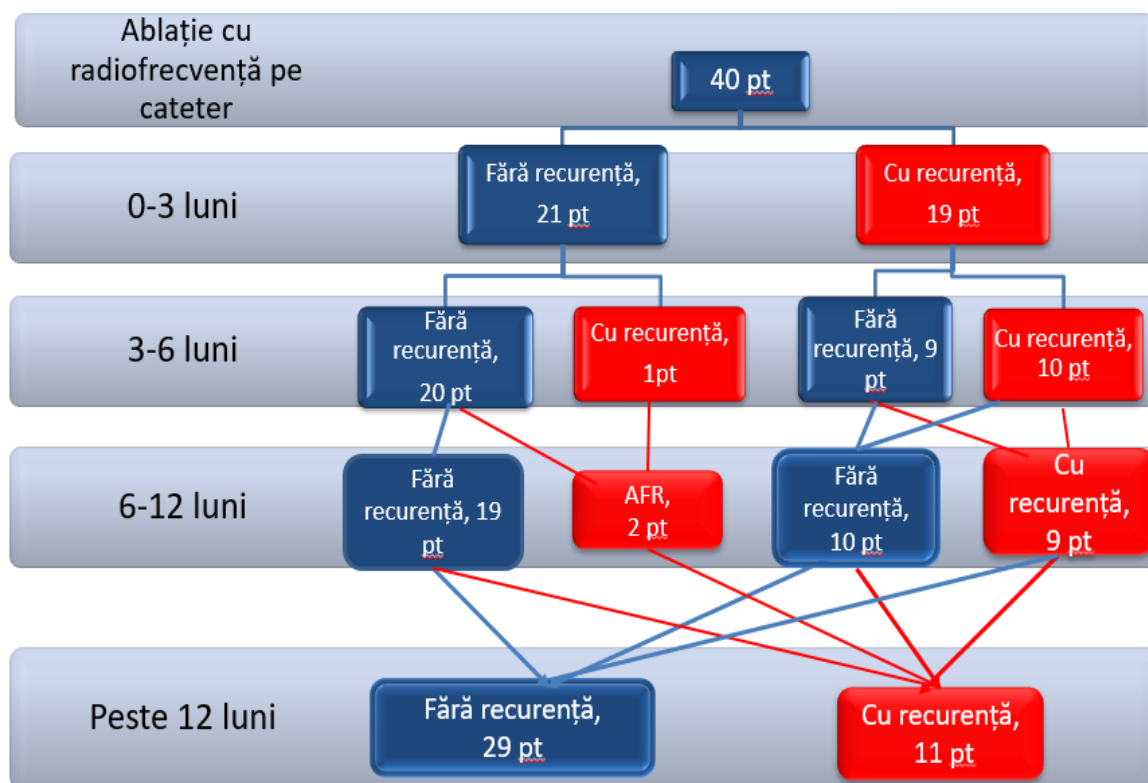 Ablație cu
radiofrecvență pe
cateter
40 pt
0-3 luni
Fără recurență,
21 pt
Cu recurență,
19 pt
3-6 luni
Fără
recurență,
20 pt
Cu recurență,
1pt
Fără
recurență, 9
pt
Cu recurență,
10 pt
6-12 luni
Fără
recurență, 19
pt
AFR,
2 pt
Fără
recurență,
10 pt
Cu
recurență,
9 pt
Peste 12 luni
Fără recurență,
29 pt
Cu recurență,
11 pt